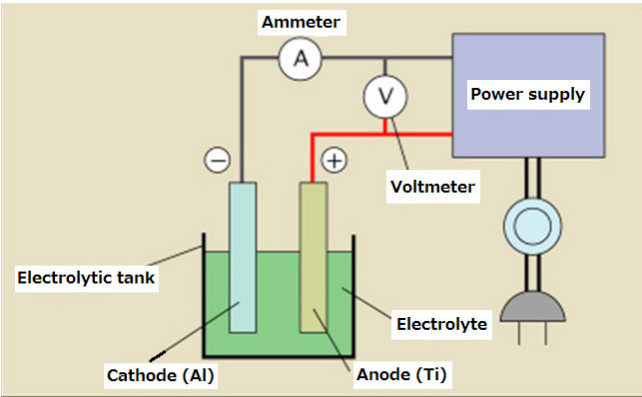 Ammeter
A
Power supply
V
−
+
Voltmeter
Electrolytic tank
Electrolyte
Cathode (Al)
Anode (Ti)